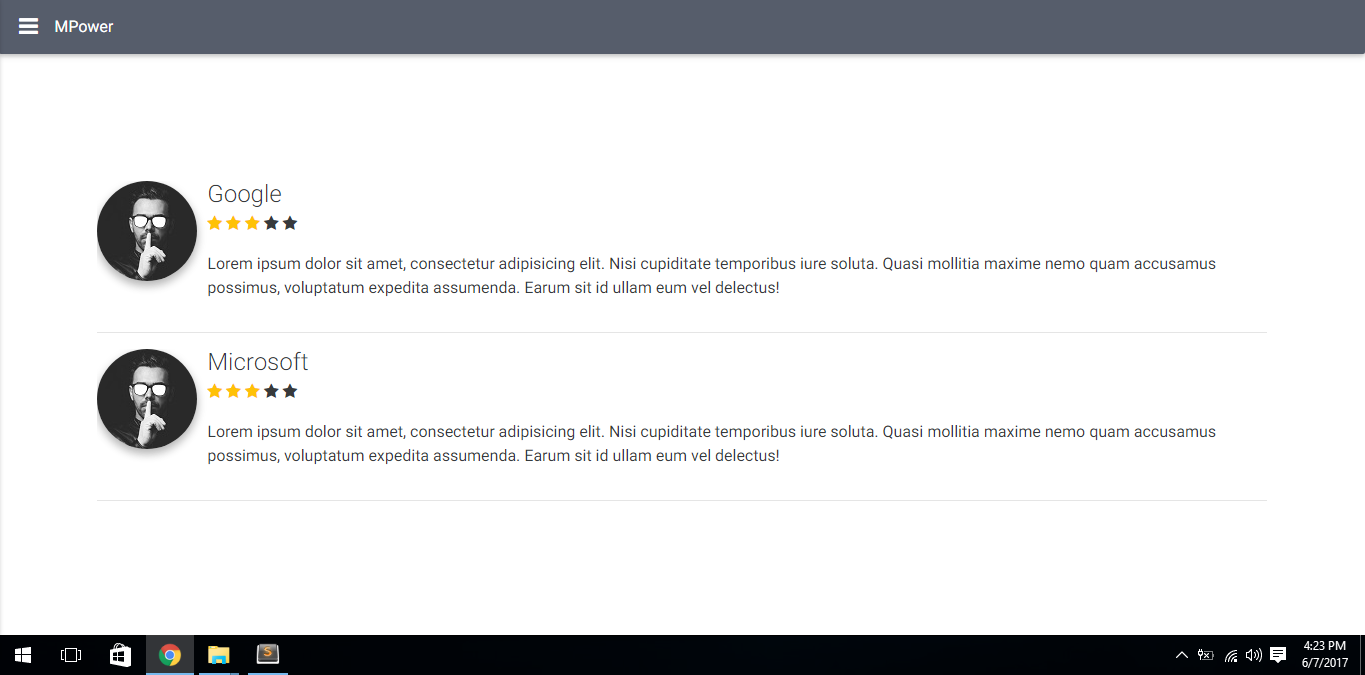 MPower
Google
Lorem ipsum dolor sit amet, consectetur adipisicing elit. Nisi cupiditate temporibus iure soluta. Quasi mollitia maxime nemo quam accusamus
possimus, voluptatum expedita assumenda. Earum sit id ullam eum vel delectus!
Microsoft
Lorem ipsum dolor sit amet, consectetur adipisicing elit. Nisi cupiditate temporibus iure soluta. Quasi mollitia maxime nemo quam accusamus
possimus, voluptatum expedita assumenda. Earum sit id ullam eum vel delectus!
S
4:23 PM
6/7/2017